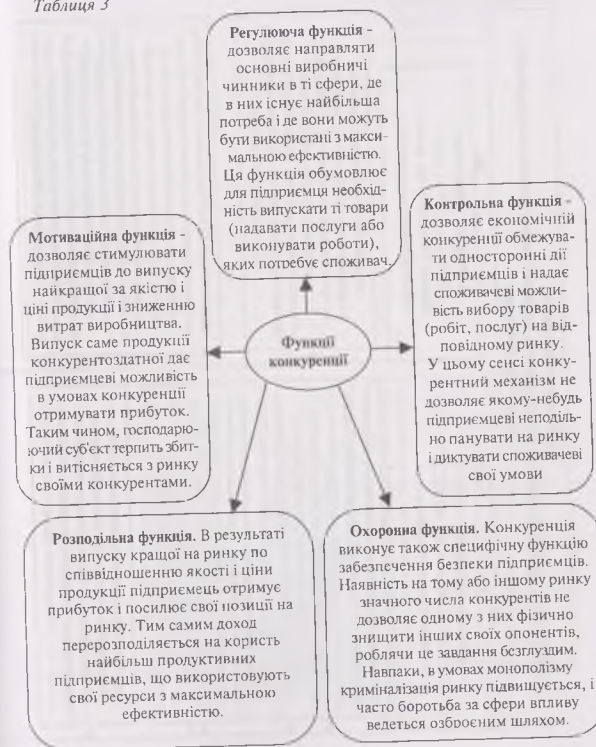 Таблиця 3
Регулююча функція -
дозволяє направляти
основні виробничі
чинники в ті сфери, де
в них існує найбільша
потреба і де вони можуть
бути використані з макси-
мальною ефективністю.
Ця функція обумовлює
для підприємця необхід-
ність випускати ті товари
(надавати послуги або
виконувати роботи),
яких потребує споживач.
Мотиваційна функція -
дозволяє стимулювати
підприємців до випуску
найкращої за якістю і
ціні продукції і зниженню
витрат виробництва.
Випуск саме продукції
конкурентоздатної дає
підприємцеві можливість
в умовах конкуренції
отримувати прибуток.
Таким чином, господарю-
ючий суб'єкт терпить збит-
ки і витісняється з ринку
своїми конкурентами.
Функції
конкуренції
Контрольна функція -
дозволяє економічній
конкуренції обмежува-
ти односторонні дії
підприємців і надає
споживачеві можли-
вість вибору товарів
(робіт, послуг) на від-
повідному ринку.
У цьому сенсі конку-
рентний механізм не
дозволяє якому-небудь
підприємцеві неподіль-
но панувати на ринку
і диктувати споживачеві
свої умови
Розподільна функція. В результаті
випуску кращої на ринку по
співвідношенню якості і ціни
продукції підприємець отримує
прибуток і посилює свої позиції на
ринку. Тим самим доход
перерозподіляється на користь
найбільш продуктивних
підприємців, що використовують
свої ресурси з максимальною
ефективністю.
Охоронна функція. Конкуренція
виконує також специфічну функцію
забезпечення безпеки підприємців.
Наявність на тому або іншому ринку
значного числа конкурентів не
дозволяє одному з них фізично
знищити інших своїх опонентів,
роблячи це завдання безглуздим.
Навпаки, в умовах монополізму
криміналізація ринку підвищується, і
часто боротьба за сфери впливу
ведеться озброєним шляхом.